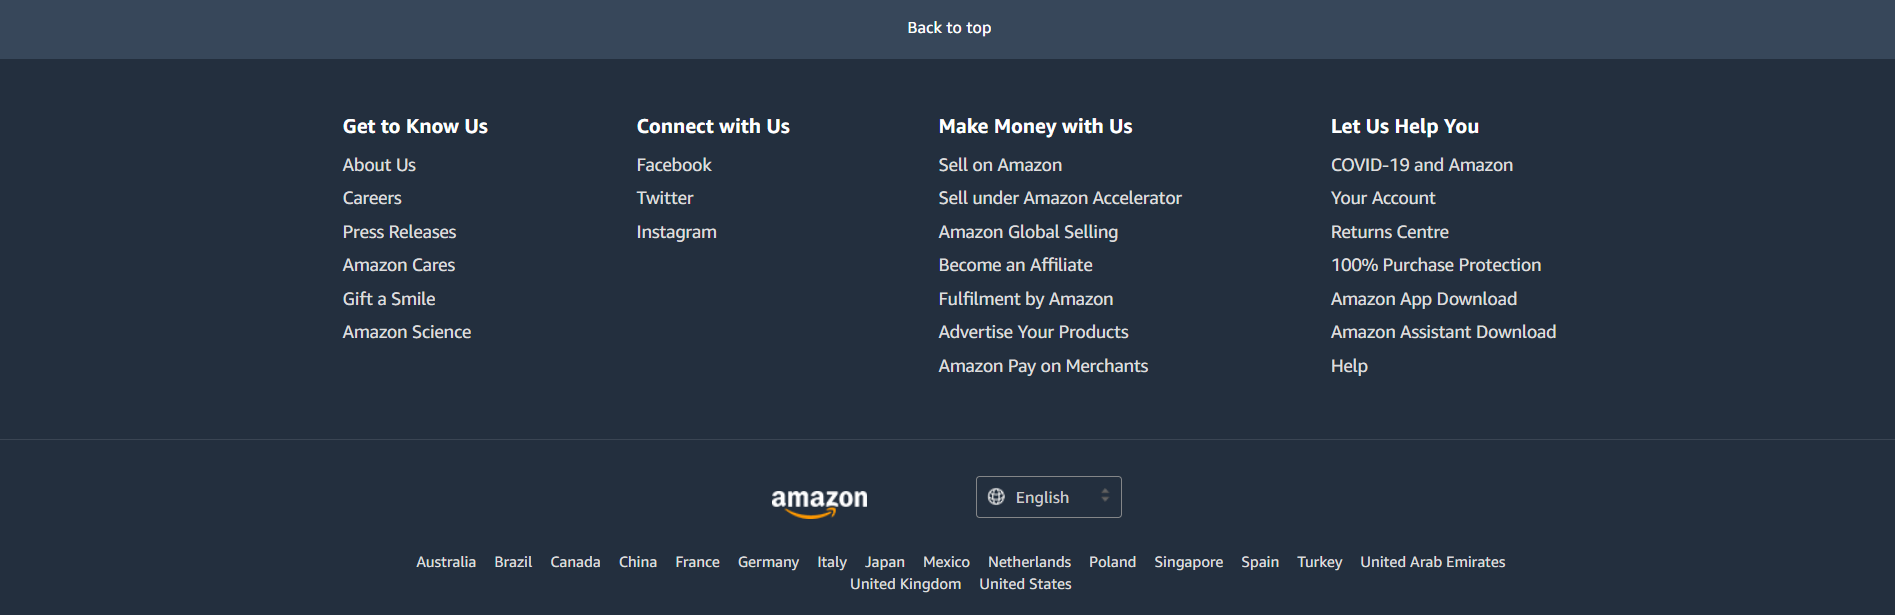 Back to top
Get to Know Us
About Us
Careers
Press Releases
Amazon Cares
Gift a Smile
Amazon Science
Connect with Us
Facebook
Twitter
Instagram
Make Money with Us
Sell on Amazon
Sell under Amazon Accelerator
Amazon Global Selling
Become an Affiliate
Fulfilment by Amazon
Advertise Your Products
Amazon Pay on Merchants
Let Us Help You
COVID-19 and Amazon
Your Account
Returns Centre
100% Purchase Protection
Amazon App Download
Amazon Assistant Download
Help
amazon
English
Australia Brazil Canada China France Germany Italy Japan Mexico Netherlands Poland Singapore Spain Turkey United Arab Emirates
United Kingdom United States